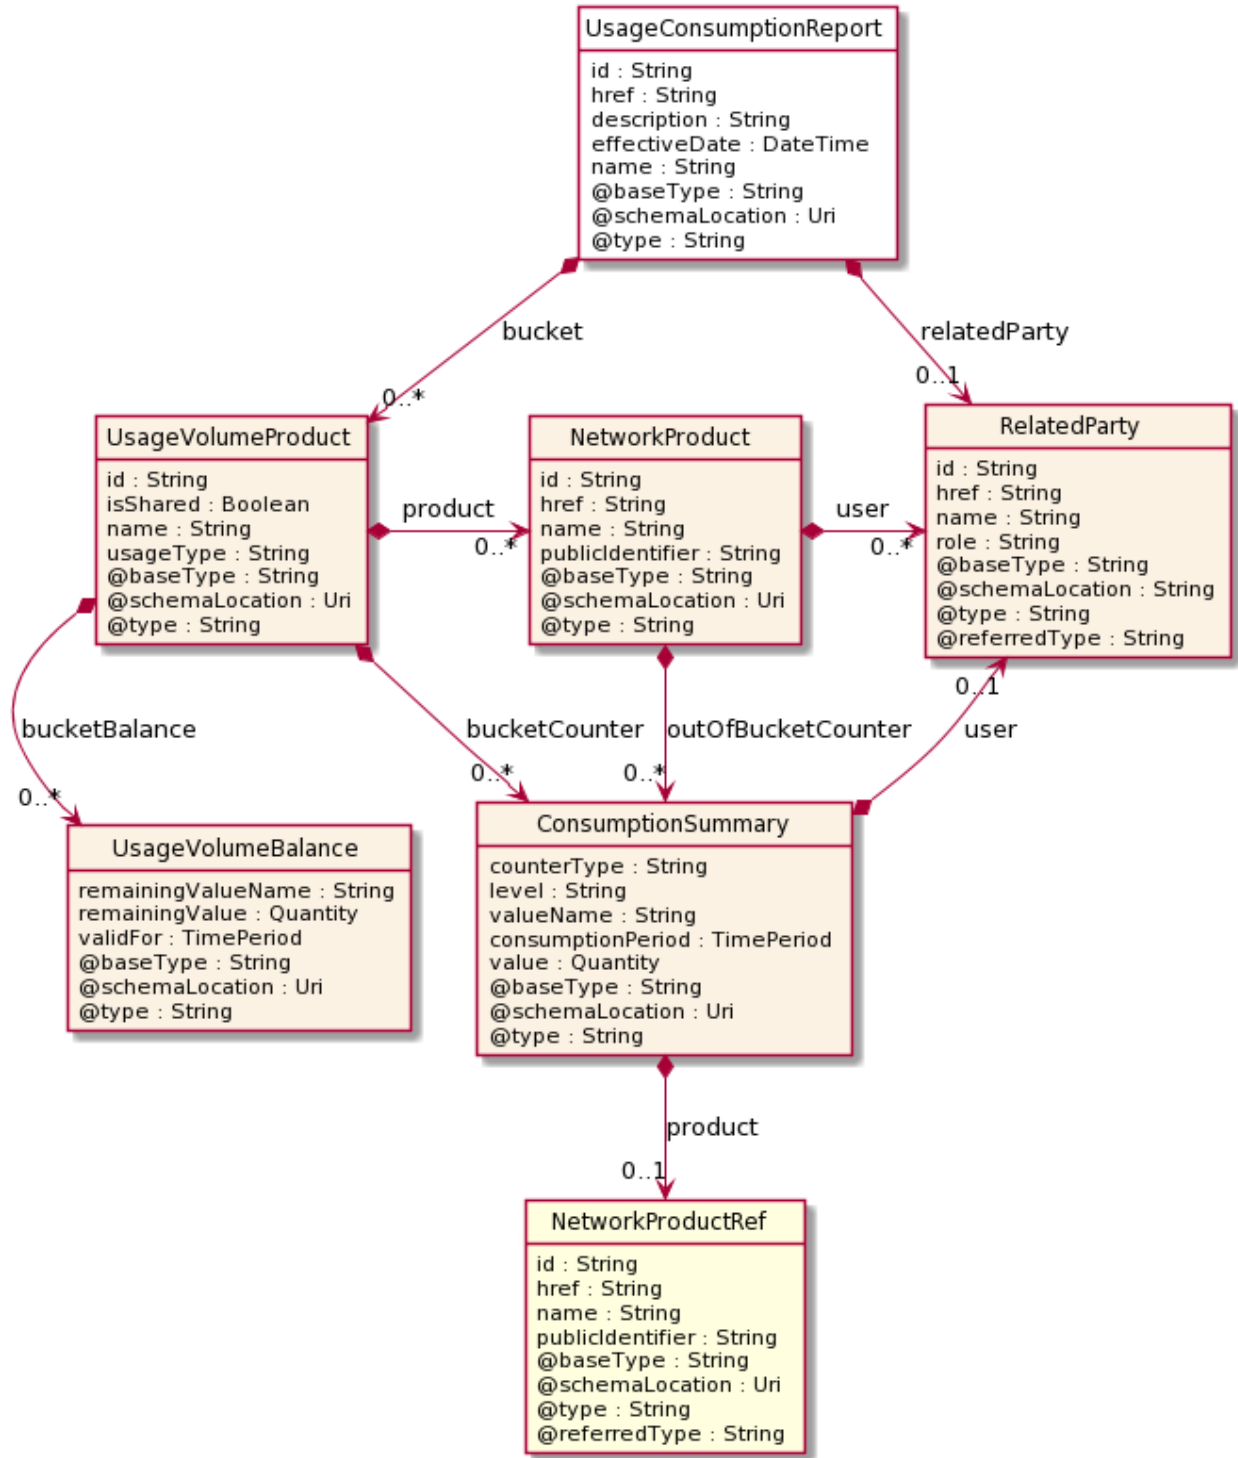 UsageConsumptionReport
id : String
href : String
description : String
effectiveDate : DateTime
name : String
@baseType : String
@schemaLocation : Uri
@type : String
bucket
relatedParty
0..*
0..1
UsageVolumeProduct
id : String
isShared : Boolean
name : String
usageType : String
@baseType : String
@schemaLocation : Uri
@type : String
product
0..*
NetworkProduct
id : String
href : String
name : String
publicIdentifier : String
@baseType : String
@schemaLocation : Uri
@type : String
user
0..*
RelatedParty
id : String
href : String
name : String
role : String
@baseType : String
@schemaLocation : String
@type : String
@referredType : String
bucketBalance
0..*
bucketCounter
0..*
outOfBucketCounter
0..*
0..1
user
UsageVolumeBalance
remainingValueName : String
remainingValue : Quantity
validFor : TimePeriod
@baseType : String
@schemaLocation : Uri
@type : String
ConsumptionSummary
counterType : String
level : String
valueName : String
consumptionPeriod : TimePeriod
value : Quantity
@baseType : String
@schemaLocation : Uri
@type : String
product
0..1
NetworkProductRef
id : String
href : String
name : String
publicIdentifier : String
@baseType : String
@schemaLocation : Uri
@type : String
@referredType : String